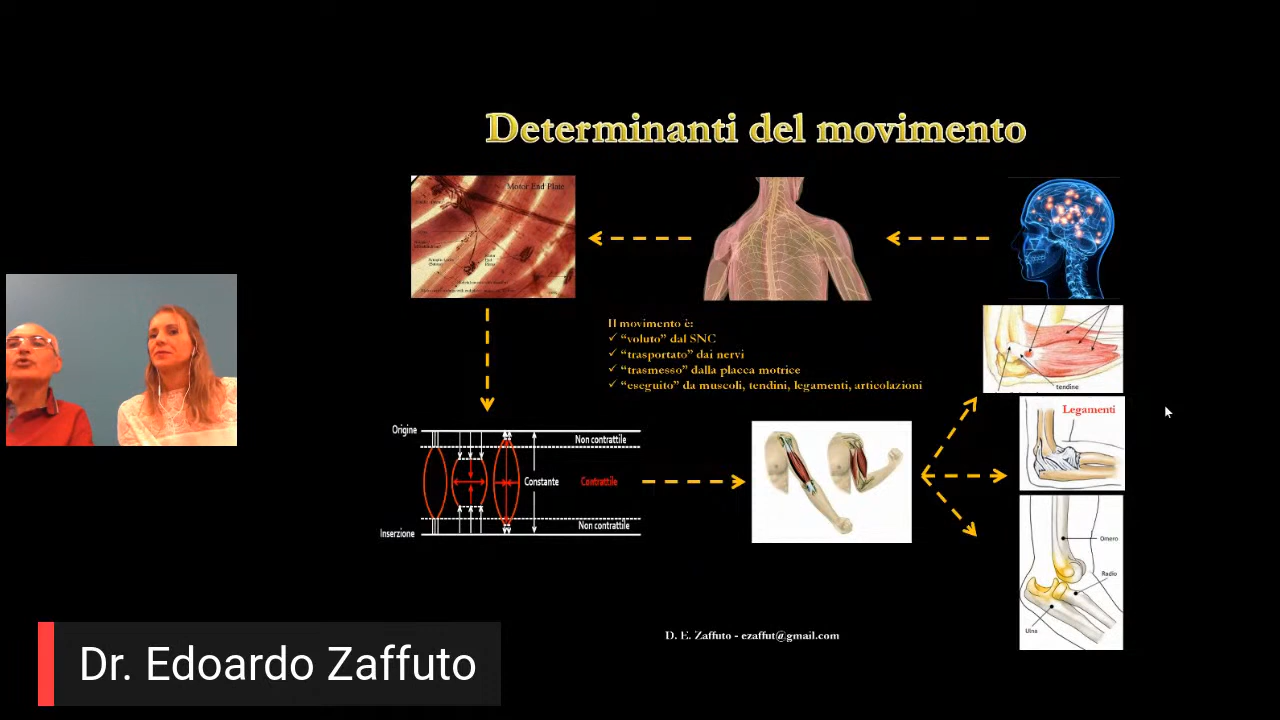 Determinanti del movimento
Motor End Plate
Il movimento è:
✓ “voluto” dal SNC
✓ “trasportato” dai nervi
✓ “trasmesso” dalla placca motrice
✓ “eseguito” da muscoli, tendini, legamenti, articolazioni
tendine
Legamenti
Origine
Non contrattile
Constante
Contrattile
Non contrattile
Inserzione
Omero
Radio
Ulna
D. E. Zaffuto - ezaffut@gmail.com
Dr. Edoardo Zaffuto